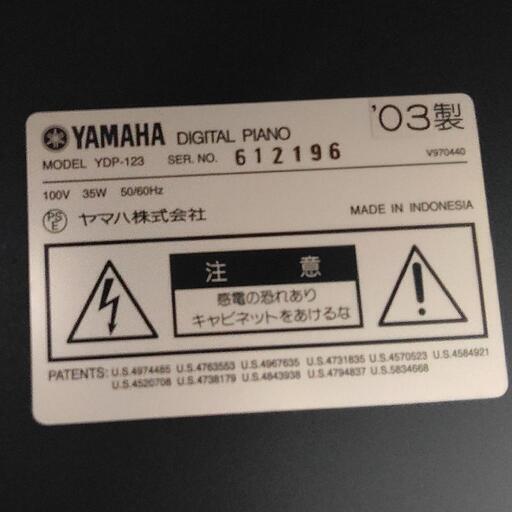 YAMAHA DIGITAL PIANO '03製
MODEL YDP-123 SER. NO. 612196 V970440
100V 35W 50/60Hz
PSE ヤマハ株式会社 MADE IN INDONESIA
注 意
感電の恐れあり
キャビネットをあけるな
PATENTS: U.S.4974485 U.S.4763553 U.S.4967635 U.S.4731835 U.S.4570523 U.S.4584921
U.S.4520708 U.S.4738179 U.S.4843938 U.S.4794837 U.S.5834668